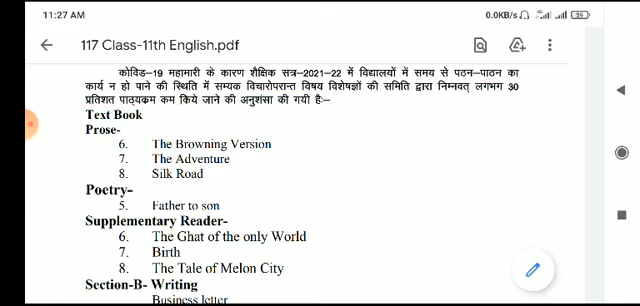 11:27 AM 0.0KB/s 4G 59
117 Class-11th English.pdf
कोविड-19 महामारी के कारण शैक्षिक सत्र-2021-22 में विद्यालयों में समय से पठन-पाठन का
कार्य न हो पाने की स्थिति में सम्यक विचारोपरान्त विषय विशेषज्ञों की समिति द्वारा निम्नवत् लगभग 30
प्रतिशत पाठ्यक्रम कम किये जाने की अनुशंसा की गयी हैः-
Text Book
Prose-
6. The Browning Version
7. The Adventure
8. Silk Road
Poetry-
5. Father to son
Supplementary Reader-
6. The Ghat of the only World
7. Birth
8. The Tale of Melon City
Section-B- Writing
Business letter